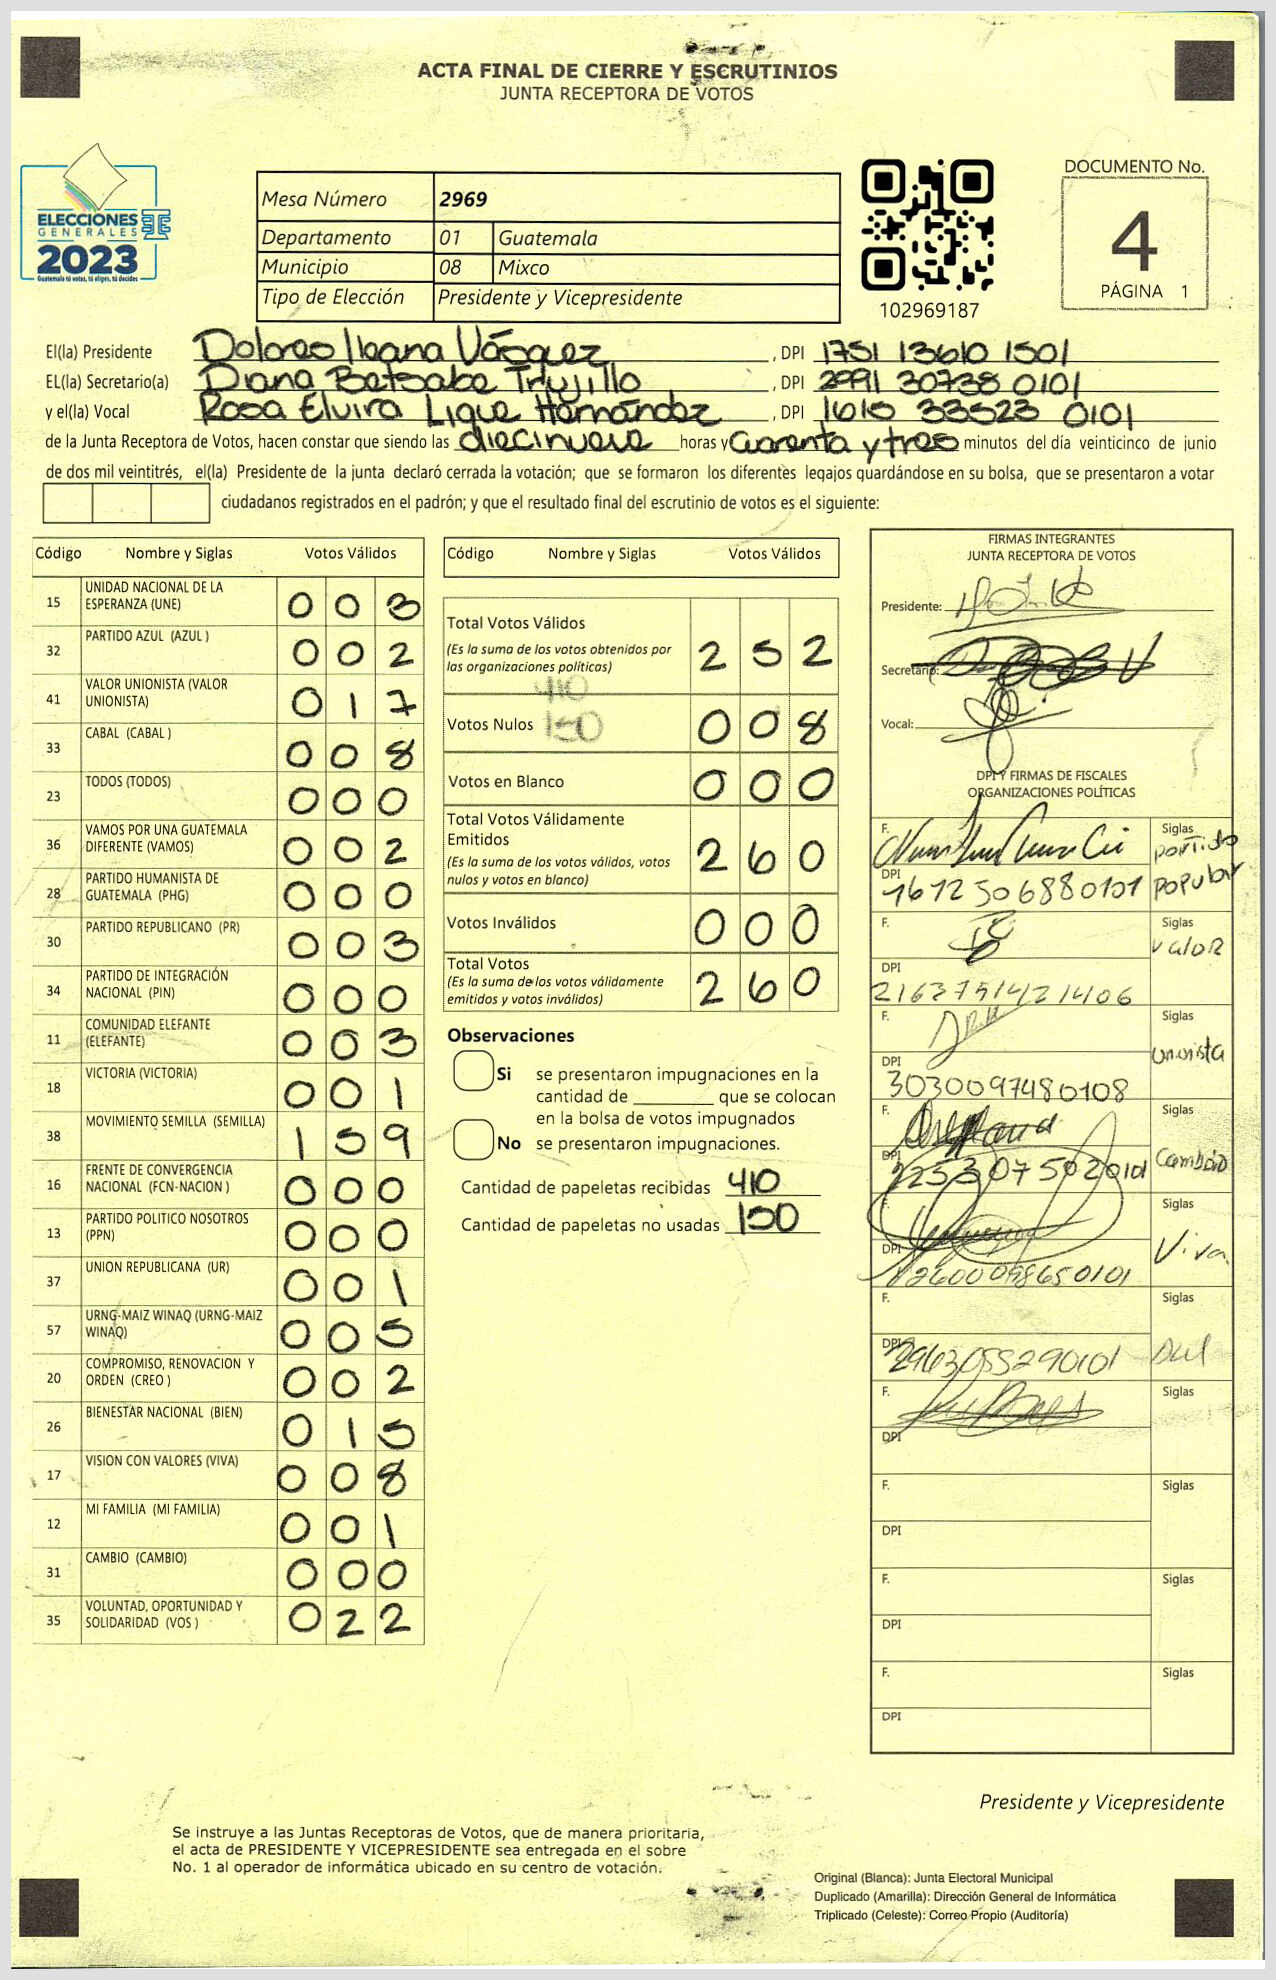 ACTA FINAL DE CIERRE Y ESCRUTINIOS
JUNTA RECEPTORA DE VOTOS
ELECCIONES
GENERALES
2023
Guatemala tú votas, tú eliges, tú decides
Mesa Número 2969
Departamento 01 Guatemala
Municipio 08 Mixco
Tipo de Elección Presidente y Vicepresidente
102969187
DOCUMENTO No.
4
PÁGINA 1
El(la) Presidente Dolores Ileana Vásquez, DPI 1751 13610 1501
EL(la) Secretario(a) Diana Betsabe Trujillo, DPI 2991 30738 0101
y el(la) Vocal Rosa Elvira Lique Hernández, DPI 1610 33523 0101
de la Junta Receptora de Votos, hacen constar que siendo las diecinueve horas y cuarenta y tres minutos del día veinticinco de junio
de dos mil veintitrés, el(la) Presidente de la junta declaró cerrada la votación; que se formaron los diferentes legajos guardándose en su bolsa, que se presentaron a votar
ciudadanos registrados en el padrón; y que el resultado final del escrutinio de votos es el siguiente:
Código Nombre y Siglas Votos Válidos
15 UNIDAD NACIONAL DE LA ESPERANZA (UNE) 0 0 3
32 PARTIDO AZUL (AZUL ) 0 0 2
41 VALOR UNIONISTA (VALOR UNIONISTA) 0 1 7
33 CABAL (CABAL ) 0 0 8
23 TODOS (TODOS) 0 0 0
36 VAMOS POR UNA GUATEMALA DIFERENTE (VAMOS) 0 0 2
28 PARTIDO HUMANISTA DE GUATEMALA (PHG) 0 0 0
30 PARTIDO REPUBLICANO (PR) 0 0 3
34 PARTIDO DE INTEGRACIÓN NACIONAL (PIN) 0 0 0
11 COMUNIDAD ELEFANTE (ELEFANTE) 0 0 3
18 VICTORIA (VICTORIA) 0 0 1
38 MOVIMIENTO SEMILLA (SEMILLA) 1 5 9
16 FRENTE DE CONVERGENCIA NACIONAL (FCN-NACION ) 0 0 0
13 PARTIDO POLITICO NOSOTROS (PPN) 0 0 0
37 UNION REPUBLICANA (UR) 0 0 1
57 URNG-MAIZ WINAQ (URNG-MAIZ WINAQ) 0 0 5
20 COMPROMISO, RENOVACION Y ORDEN (CREO ) 0 0 2
26 BIENESTAR NACIONAL (BIEN) 0 1 5
17 VISION CON VALORES (VIVA) 0 0 8
12 MI FAMILIA (MI FAMILIA) 0 0 1
31 CAMBIO (CAMBIO) 0 0 0
35 VOLUNTAD, OPORTUNIDAD Y SOLIDARIDAD (VOS ) 0 2 2
Código Nombre y Siglas Votos Válidos
Total Votos Válidos 2 5 2
(Es la suma de los votos obtenidos por
las organizaciones políticas)
410
Votos Nulos 150 0 0 8
Votos en Blanco 0 0 0
Total Votos Válidamente
Emitidos 2 6 0
(Es la suma de los votos válidos, votos
nulos y votos en blanco)
Votos Inválidos 0 0 0
Total Votos 2 6 0
(Es la suma de los votos válidamente
emitidos y votos inválidos)
Observaciones
Si se presentaron impugnaciones en la
cantidad de ________ que se colocan
en la bolsa de votos impugnados
No se presentaron impugnaciones.
Cantidad de papeletas recibidas 410
Cantidad de papeletas no usadas 150
FIRMAS INTEGRANTES
JUNTA RECEPTORA DE VOTOS
Presidente:
Secretario:
Vocal:
DPI Y FIRMAS DE FISCALES
ORGANIZACIONES POLÍTICAS
F. Siglas partido popular
DPI 1612506880101
F. Siglas valor
DPI 2163751421406
F. Siglas unionista
DPI 3030097480108
F. Siglas Cambio
DPI 2253075020101
F. Siglas Viva
DPI 2600098650101
F. Siglas
DPI 2963055290101
F. Siglas
DPI
F. Siglas
DPI
F. Siglas
DPI
F. Siglas
DPI
Presidente y Vicepresidente
Se instruye a las Juntas Receptoras de Votos, que de manera prioritaria,
el acta de PRESIDENTE Y VICEPRESIDENTE sea entregada en el sobre
No. 1 al operador de informática ubicado en su centro de votación.
Original (Blanca): Junta Electoral Municipal
Duplicado (Amarilla): Dirección General de Informática
Triplicado (Celeste): Correo Propio (Auditoría)